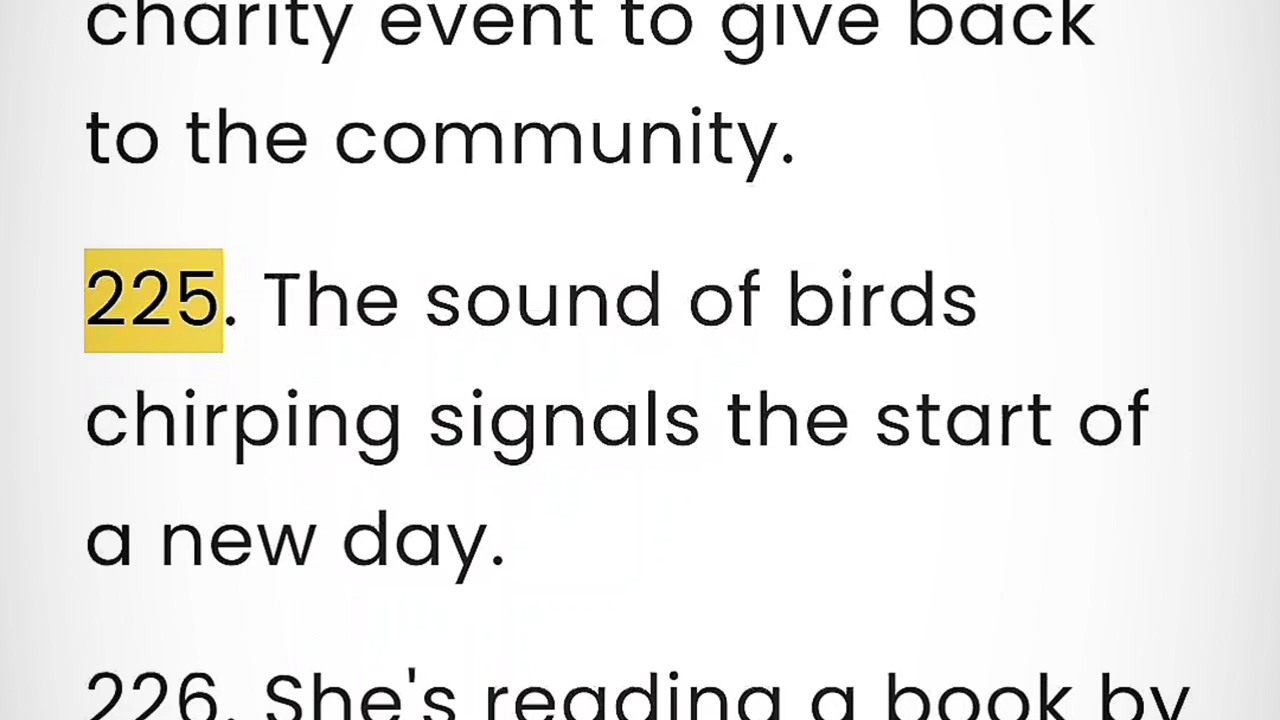 charity event to give back
to the community.
225. The sound of birds
chirping signals the start of
a new day.
226. She's reading a book by